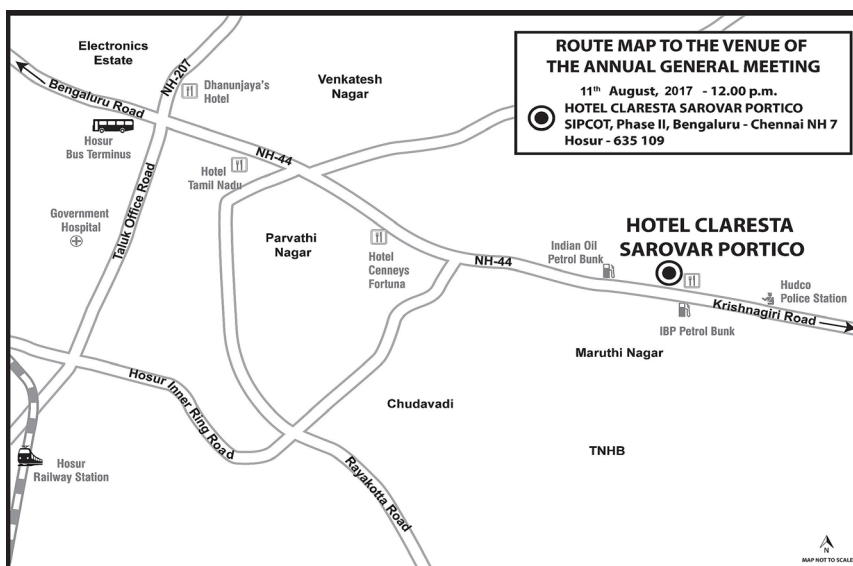 ROUTE MAP TO THE VENUE OF
THE ANNUAL GENERAL MEETING
11th August, 2017 - 12.00 p.m.
HOTEL CLARESTA SAROVAR PORTICO
SIPCOT, Phase II, Bengaluru - Chennai NH 7
Hosur - 635 109
Electronics
Estate
NH-207
Dhanunjaya's
Hotel
Venkatesh
Nagar
Bengaluru Road
Hosur
Bus Terminus
NH-44
Hotel
Tamil Nadu
Taluk Office Road
Government
Hospital
Parvathi
Nagar
Hotel
Cenneys
Fortuna
NH-44
Indian Oil
Petrol Bunk
HOTEL CLARESTA
SAROVAR PORTICO
Hudco
Police Station
Krishnagiri Road
IBP Petrol Bunk
Maruthi Nagar
Hosur Inner Ring Road
Chudavadi
TNHB
Hosur
Railway Station
Rayakotta Road
N
MAP NOT TO SCALE